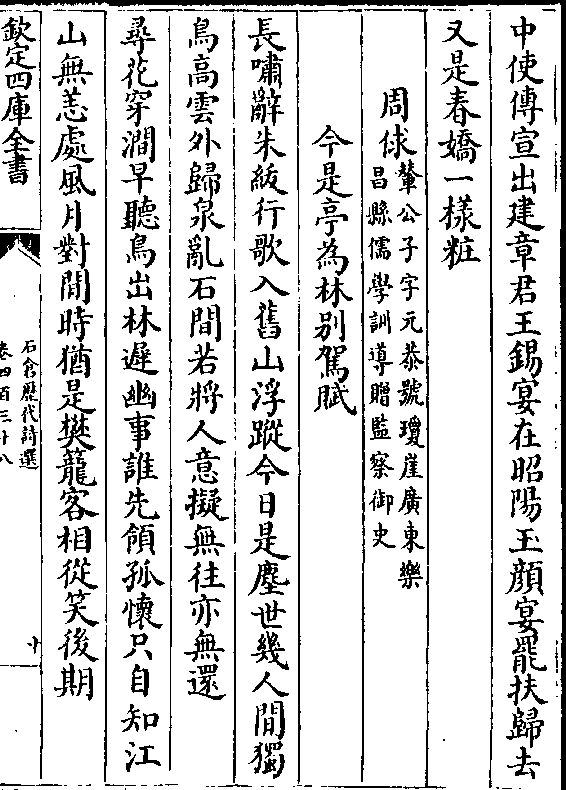 中使傳宣出建章君王錫宴在昭陽玉顔宴罷扶歸去
又是春嬌一樣粧
周俅
輋公子字元恭號瓊崖廣東樂
昌縣儒學訓導贈監察御史
今是亭為林别駕賦
長嘯辭朱紱行歌入舊山浮蹤今日是塵世幾人間獨
鳥高雲外歸泉亂石間若將人意擬無往亦無還
尋花穿澗早聽鳥出林遲幽事誰先領孤懷只自知江
山無恙處風月對閒時猶是樊籠客相從笑後期
欽定四庫全書
石倉歷代詩選
卷四百三十八
十